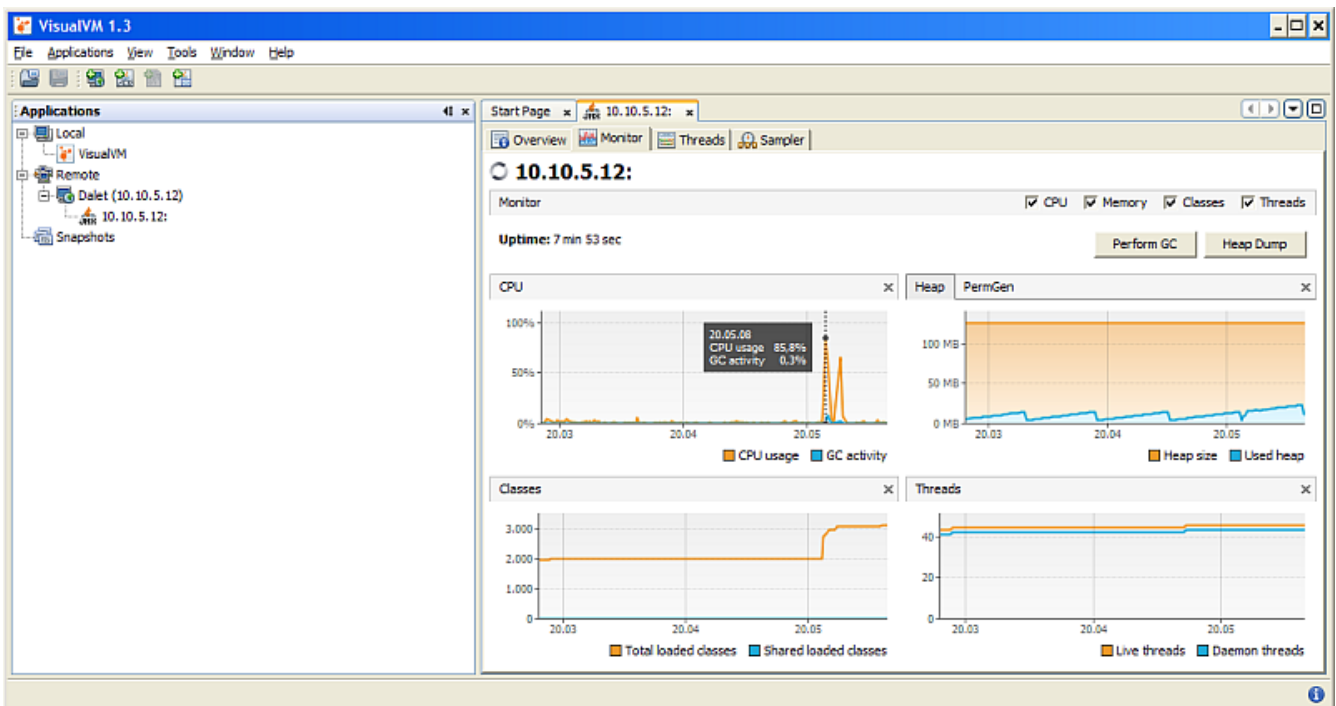 VisualVM 1.3
File Applications View Tools Window Help
Applications
Local
VisualVM
Remote
Dalet (10.10.5.12)
10.10.5.12:
Snapshots
Start Page 10.10.5.12:
Overview Monitor Threads Sampler
10.10.5.12:
Monitor CPU Memory Classes Threads
Uptime: 7 min 53 sec
Perform GC Heap Dump
CPU
100%
50%
0%
20.05.08
CPU usage 85,8%
GC activity 0,3%
20.03 20.04 20.05
CPU usage GC activity
Heap PermGen
100 MB
50 MB
0 MB
20.03 20.04 20.05
Heap size Used heap
Classes
3.000
2.000
1.000
0
20.03 20.04 20.05
Total loaded classes Shared loaded classes
Threads
40
20
0
20.03 20.04 20.05
Live threads Daemon threads